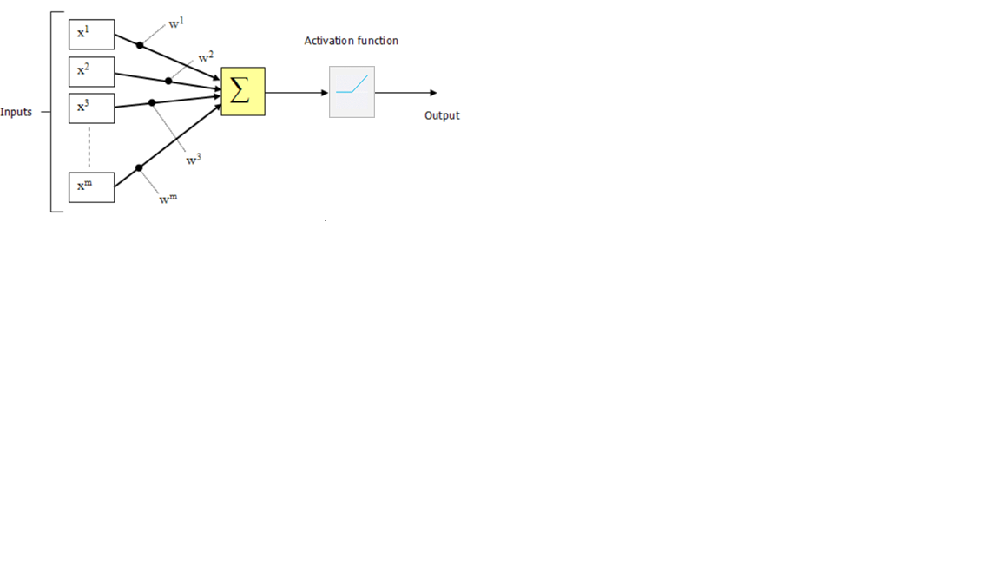 x¹
w¹
Activation function
w²
x²
∑
x³
Inputs
Output
w³
xᵐ
wᵐ